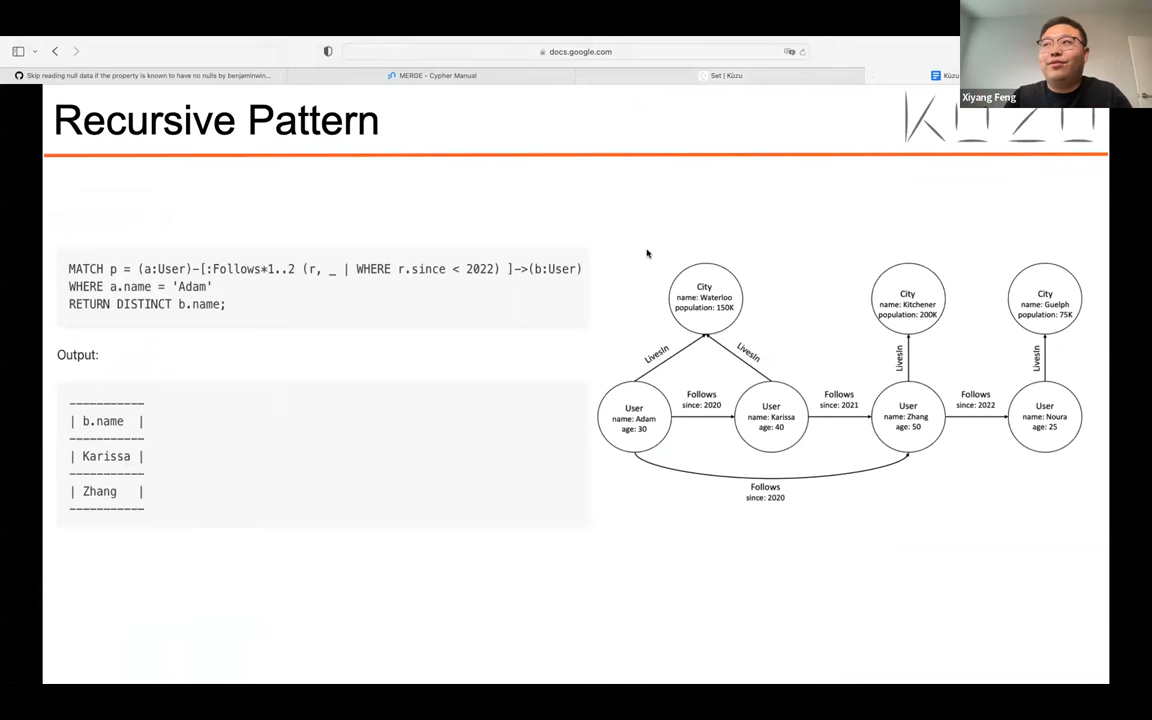 docs.google.com
Skip reading null data if the property is known to have no nulls by benjaminwin...
MERGE - Cypher Manual
Set | Kùzu
Kùzu
Xiyang Feng
Recursive Pattern
KÙZU
MATCH p = (a:User)-[:Follows*1..2 (r, _ | WHERE r.since < 2022) ]->(b:User)
WHERE a.name = 'Adam'
RETURN DISTINCT b.name;
Output:
-----------
| b.name |
-----------
| Karissa |
-----------
| Zhang |
-----------
City
name: Waterloo
population: 150K
City
name: Kitchener
population: 200K
City
name: Guelph
population: 75K
LivesIn
LivesIn
LivesIn
LivesIn
Follows
since: 2020
Follows
since: 2021
Follows
since: 2022
User
name: Adam
age: 30
User
name: Karissa
age: 40
User
name: Zhang
age: 50
User
name: Noura
age: 25
Follows
since: 2020